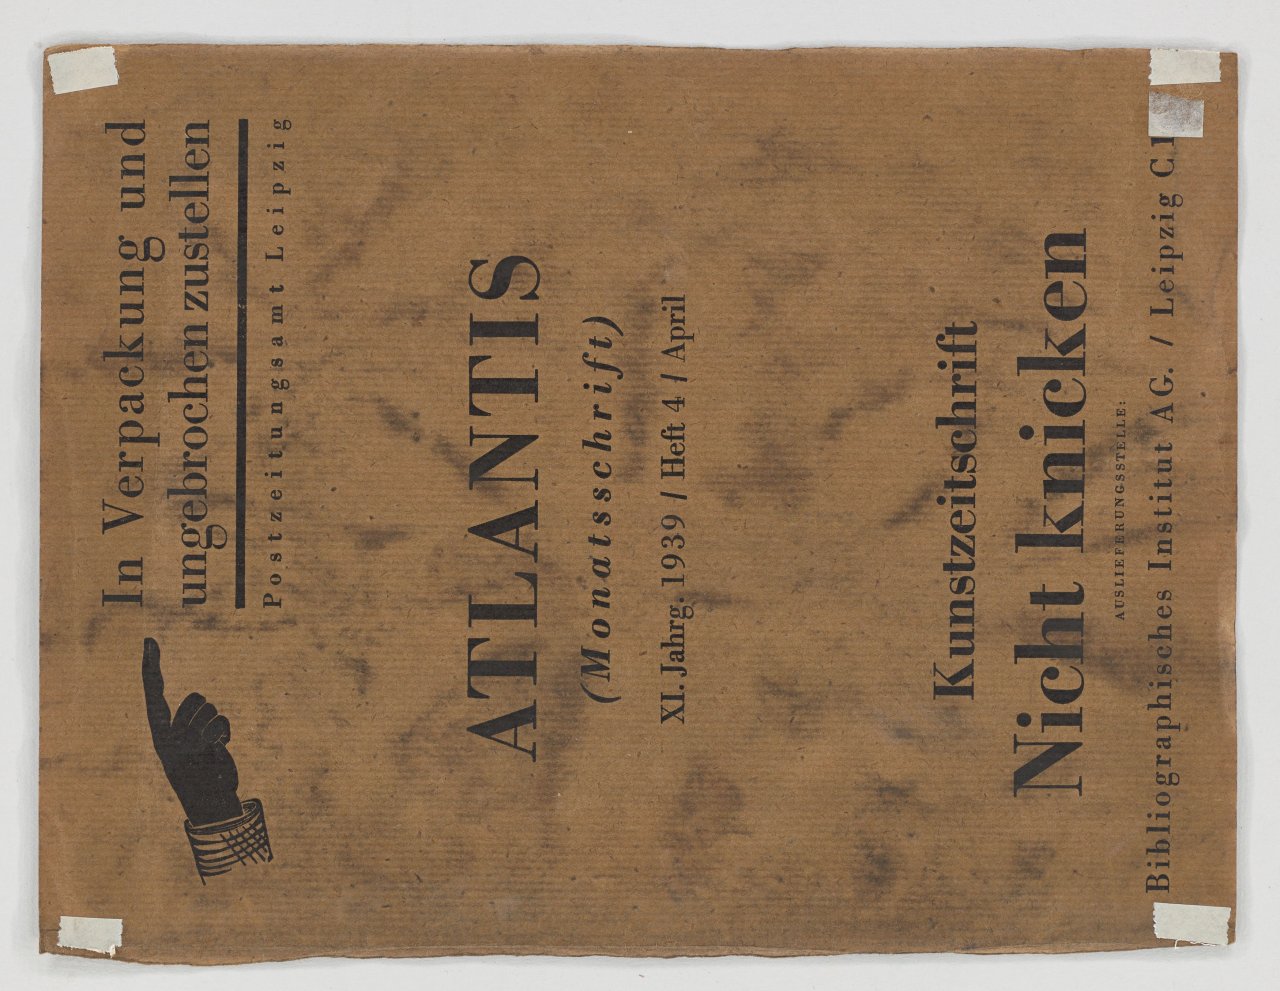 In Verpackung und
ungebrochen zustellen
Postzeitungsamt Leipzig
ATLANTIS
(Monatsschrift)
XI. Jahrg. 1939 / Heft 4 / April
Kunstzeitschrift
Nicht knicken
AUSLIEFERUNGSSTELLE:
Bibliographisches Institut AG. / Leipzig C.1